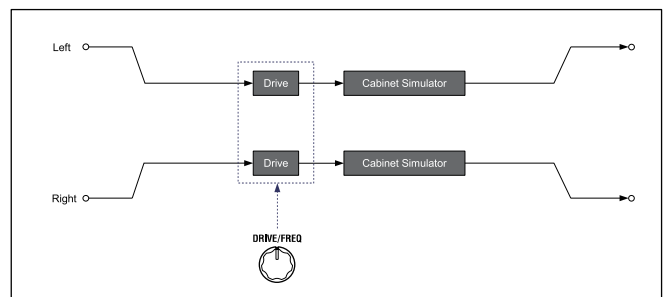 Left
Drive
Cabinet Simulator
Drive
Cabinet Simulator
Right
DRIVE/FREQ